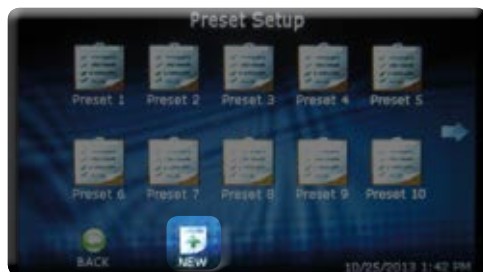 Preset Setup
Preset 1 Preset 2 Preset 3 Preset 4 Preset 5
Preset 6 Preset 7 Preset 8 Preset 9 Preset 10
BACK NEW
10/25/2013 1:42 PM